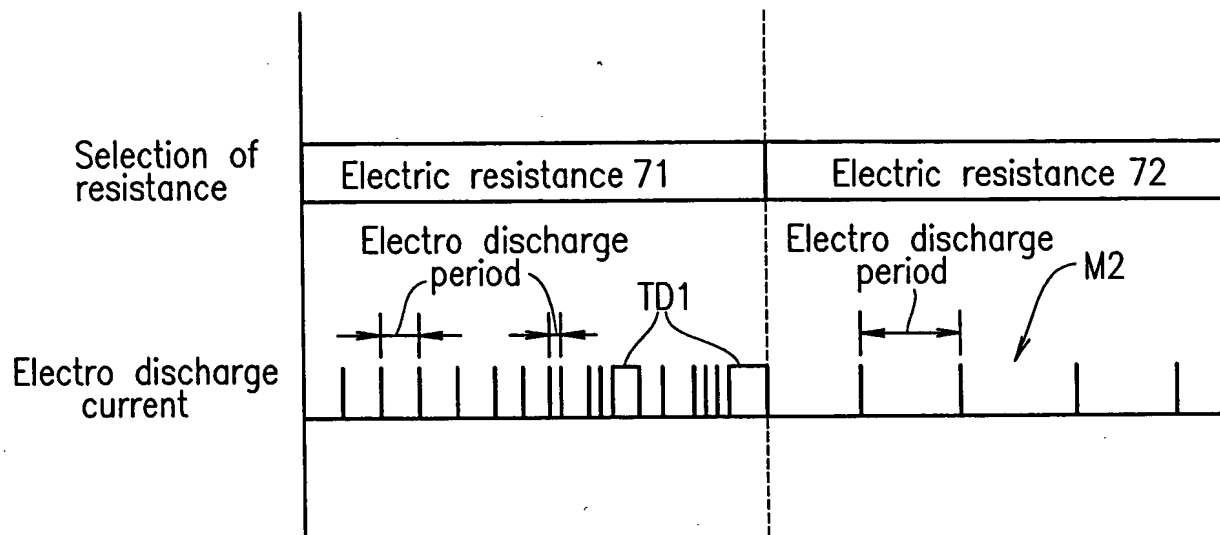 Selection of
resistance
Electric resistance 71
Electric resistance 72
Electro discharge
period
Electro discharge
period
M2
TD1
Electro discharge
current